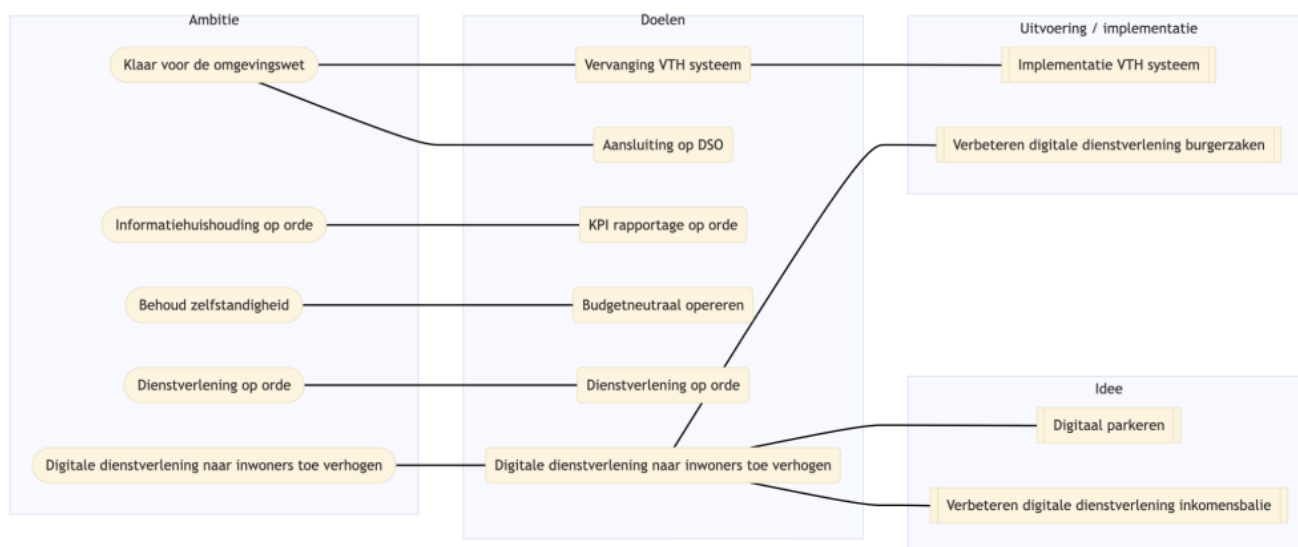 Ambitie
Klaar voor de omgevingswet
Informatiehuishouding op orde
Behoud zelfstandigheid
Dienstverlening op orde
Digitale dienstverlening naar inwoners toe verhogen
Doelen
Vervanging VTH systeem
Aansluiting op DSO
KPI rapportage op orde
Budgetneutraal opereren
Dienstverlening op orde
Digitale dienstverlening naar inwoners toe verhogen
Uitvoering / implementatie
Implementatie VTH systeem
Verbeteren digitale dienstverlening burgerzaken
Idee
Digitaal parkeren
Verbeteren digitale dienstverlening inkomensbalie